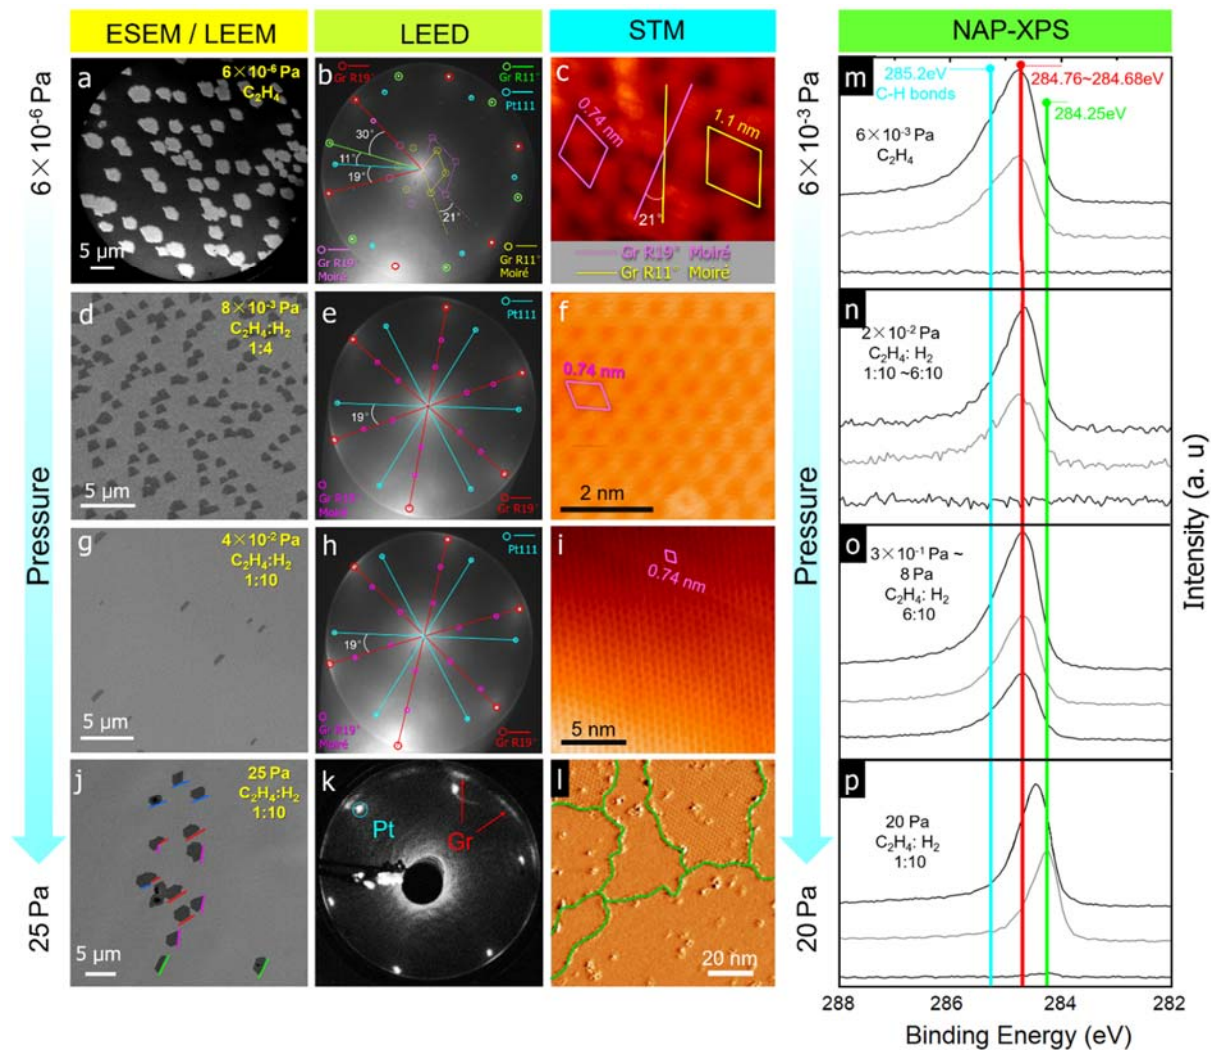 ESEM / LEEM
LEED
STM
NAP-XPS
6×10⁻⁶ Pa
Pressure
25 Pa
a
6×10⁻⁶ Pa
C₂H₄
5 μm
b
Gr R19°
Gr R11°
Pt111
30°
11°
19°
21°
Gr R19°
Moiré
Gr R11°
Moiré
c
0.74 nm
1.1 nm
21°
Gr R19° Moiré
Gr R11° Moiré
d
8×10⁻³ Pa
C₂H₄:H₂
1:4
5 μm
e
Pt111
19°
Gr R19°
Moiré
Gr R19°
f
0.74 nm
2 nm
g
4×10⁻² Pa
C₂H₄:H₂
1:10
5 μm
h
Pt111
19°
Gr R19°
Moiré
Gr R19°
i
0.74 nm
5 nm
j
25 Pa
C₂H₄:H₂
1:10
5 μm
k
Pt
Gr
l
20 nm
6×10⁻³ Pa
Pressure
20 Pa
m
285.2eV
C-H bonds
284.76~284.68eV
284.25eV
6×10⁻³ Pa
C₂H₄
n
2×10⁻² Pa
C₂H₄: H₂
1:10 ~6:10
o
3×10⁻¹ Pa ~
8 Pa
C₂H₄: H₂
6:10
p
20 Pa
C₂H₄: H₂
1:10
Intensity (a. u)
288 286 284 282
Binding Energy (eV)